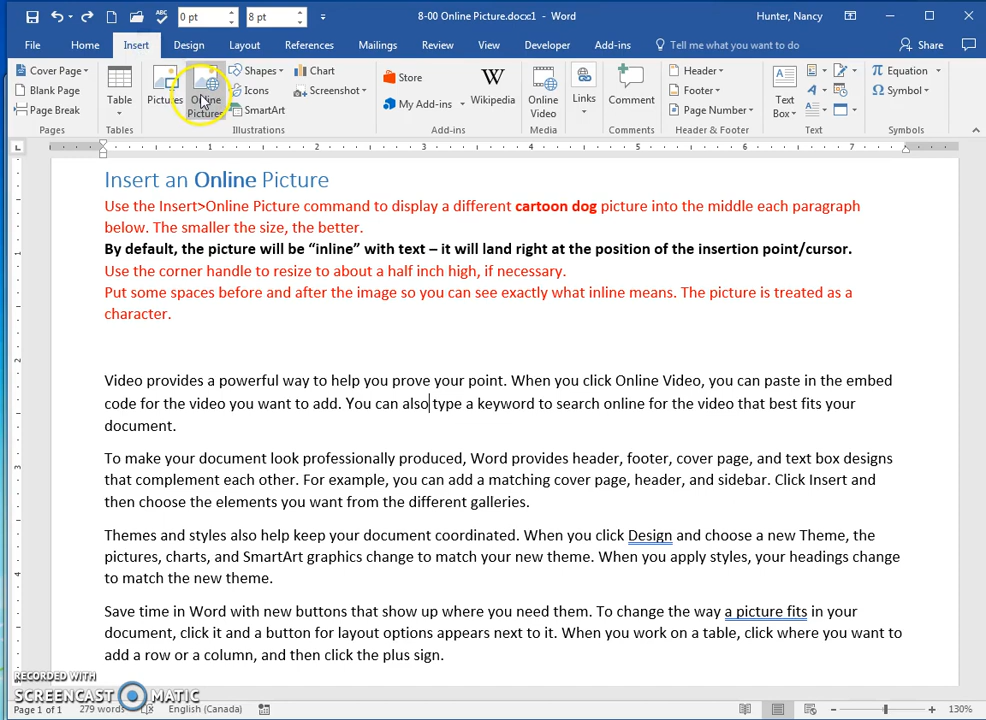 0 pt 8 pt 8-00 Online Picture.docx:1 - Word Hunter, Nancy
File Home Insert Design Layout References Mailings Review View Developer Add-ins Tell me what you want to do Share
Cover Page
Blank Page
Page Break
Pages
Table
Tables
Pictures
Online Pictures
Shapes
Icons
SmartArt
Chart
Screenshot
Illustrations
Store
My Add-ins
Wikipedia
Add-ins
Online Video
Media
Links
Comment
Comments
Header
Footer
Page Number
Header & Footer
Text Box
Text
Equation
Symbol
Symbols
1 2 3 4 5 6 7
Insert an Online Picture
Use the Insert>Online Picture command to display a different cartoon dog picture into the middle each paragraph
below. The smaller the size, the better.
By default, the picture will be “inline” with text – it will land right at the position of the insertion point/cursor.
Use the corner handle to resize to about a half inch high, if necessary.
Put some spaces before and after the image so you can see exactly what inline means. The picture is treated as a
character.
Video provides a powerful way to help you prove your point. When you click Online Video, you can paste in the embed
code for the video you want to add. You can also type a keyword to search online for the video that best fits your
document.
To make your document look professionally produced, Word provides header, footer, cover page, and text box designs
that complement each other. For example, you can add a matching cover page, header, and sidebar. Click Insert and
then choose the elements you want from the different galleries.
Themes and styles also help keep your document coordinated. When you click Design and choose a new Theme, the
pictures, charts, and SmartArt graphics change to match your new theme. When you apply styles, your headings change
to match the new theme.
Save time in Word with new buttons that show up where you need them. To change the way a picture fits in your
document, click it and a button for layout options appears next to it. When you work on a table, click where you want to
add a row or a column, and then click the plus sign.
RECORDED WITH
SCREENCAST MATIC
Page 1 of 1 279 words English (Canada) 130%